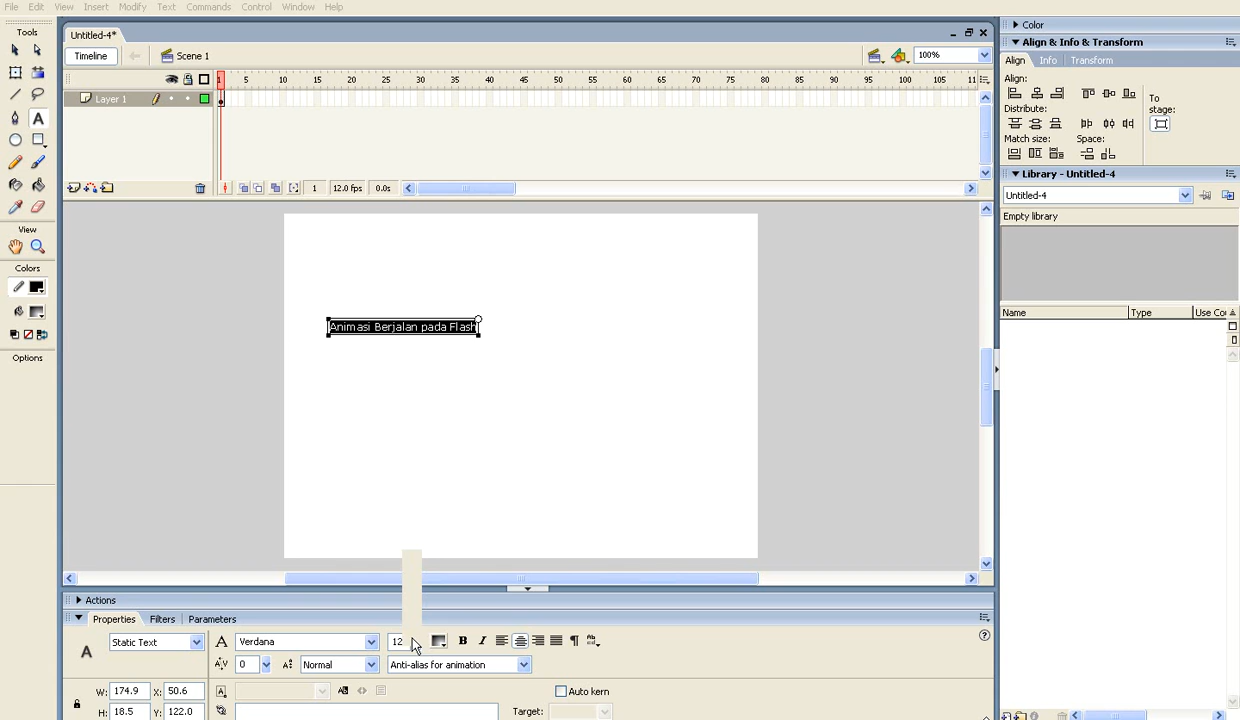 File Edit View Insert Modify Text Commands Control Window Help
Tools
Untitled-4*
Timeline
Scene 1
100%
1 5 10 15 20 25 30 35 40 45 50 55 60 65 70 75 80 85 90 95 100 105 11
Layer 1
1 12.0 fps 0.0s
View
Colors
Options
Animasi Berjalan pada Flash
Color
Align & Info & Transform
Align Info Transform
Align:
To stage:
Distribute:
Match size: Space:
Library - Untitled-4
Untitled-4
Empty library
Name Type Use Cou
Actions
Properties Filters Parameters
Static Text
A Verdana 12 B I
A
A/V 0 Normal Anti-alias for animation
W: 174.9 X: 50.6
Auto kern
H: 18.5 Y: 122.0
Target: